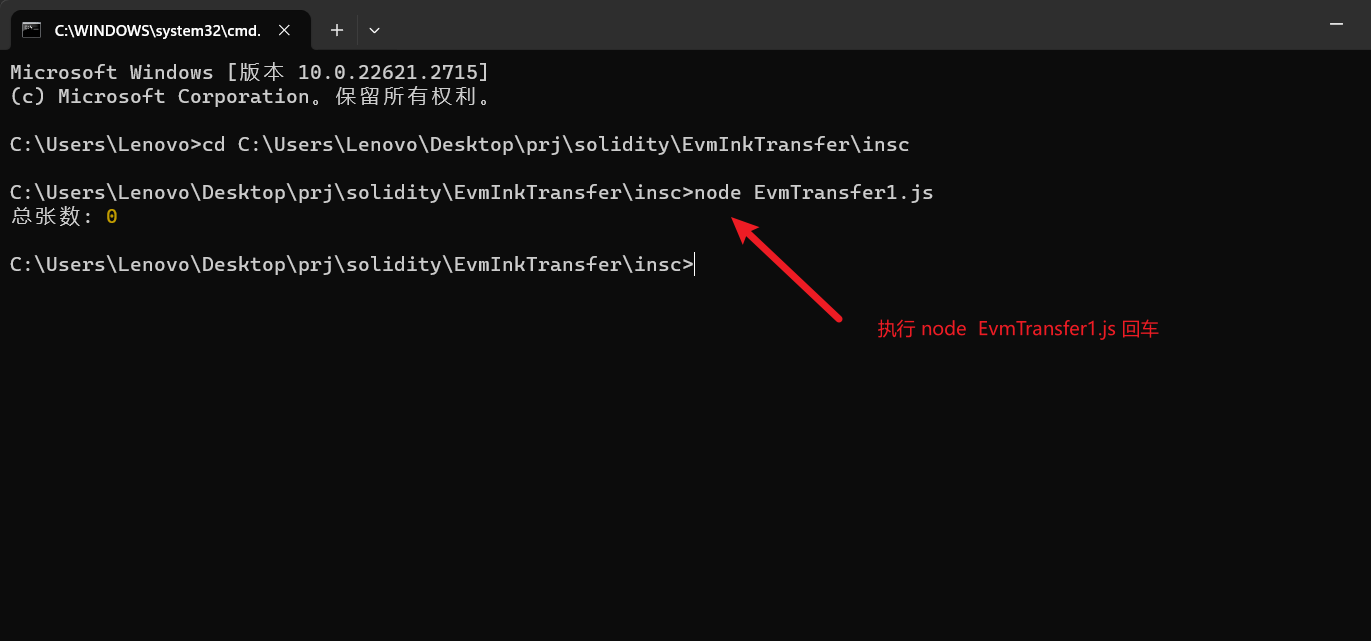 C:\WINDOWS\system32\cmd.
Microsoft Windows [版本 10.0.22621.2715]
(c) Microsoft Corporation。保留所有权利。
C:\Users\Lenovo>cd C:\Users\Lenovo\Desktop\prj\solidity\EvmInkTransfer\insc
C:\Users\Lenovo\Desktop\prj\solidity\EvmInkTransfer\insc>node EvmTransfer1.js
总张数: 0
C:\Users\Lenovo\Desktop\prj\solidity\EvmInkTransfer\insc>
执行 node  EvmTransfer1.js 回车